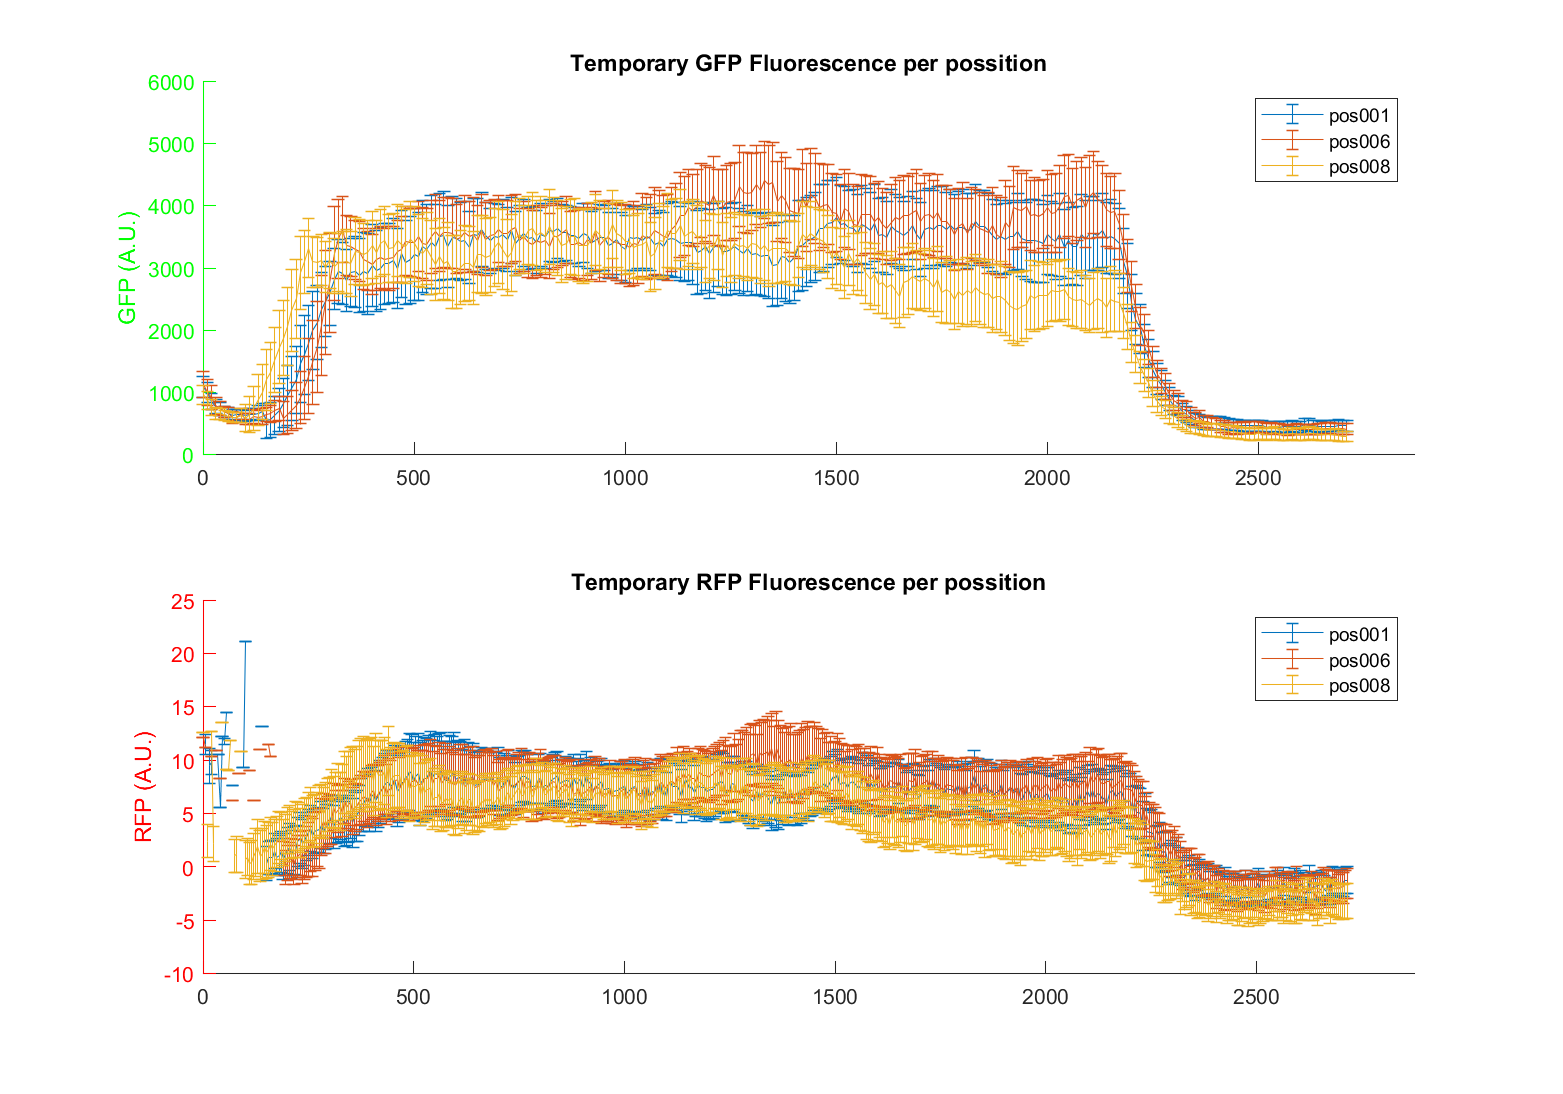 Temporary GFP Fluorescence per possition
GFP (A.U.)
6000
5000
4000
3000
2000
1000
0
0 500 1000 1500 2000 2500
pos001
pos006
pos008
Temporary RFP Fluorescence per possition
RFP (A.U.)
25
20
15
10
5
0
-5
-10
0 500 1000 1500 2000 2500
pos001
pos006
pos008